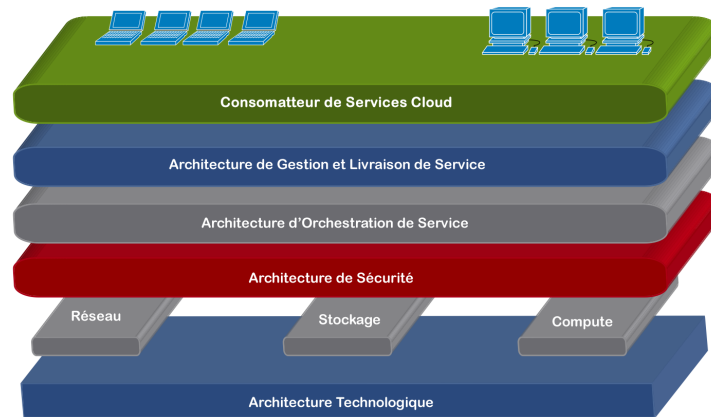 Consomatteur de Services Cloud
Architecture de Gestion et Livraison de Service
Architecture d'Orchestration de Service
Architecture de Sécurité
Réseau
Stockage
Compute
Architecture Technologique